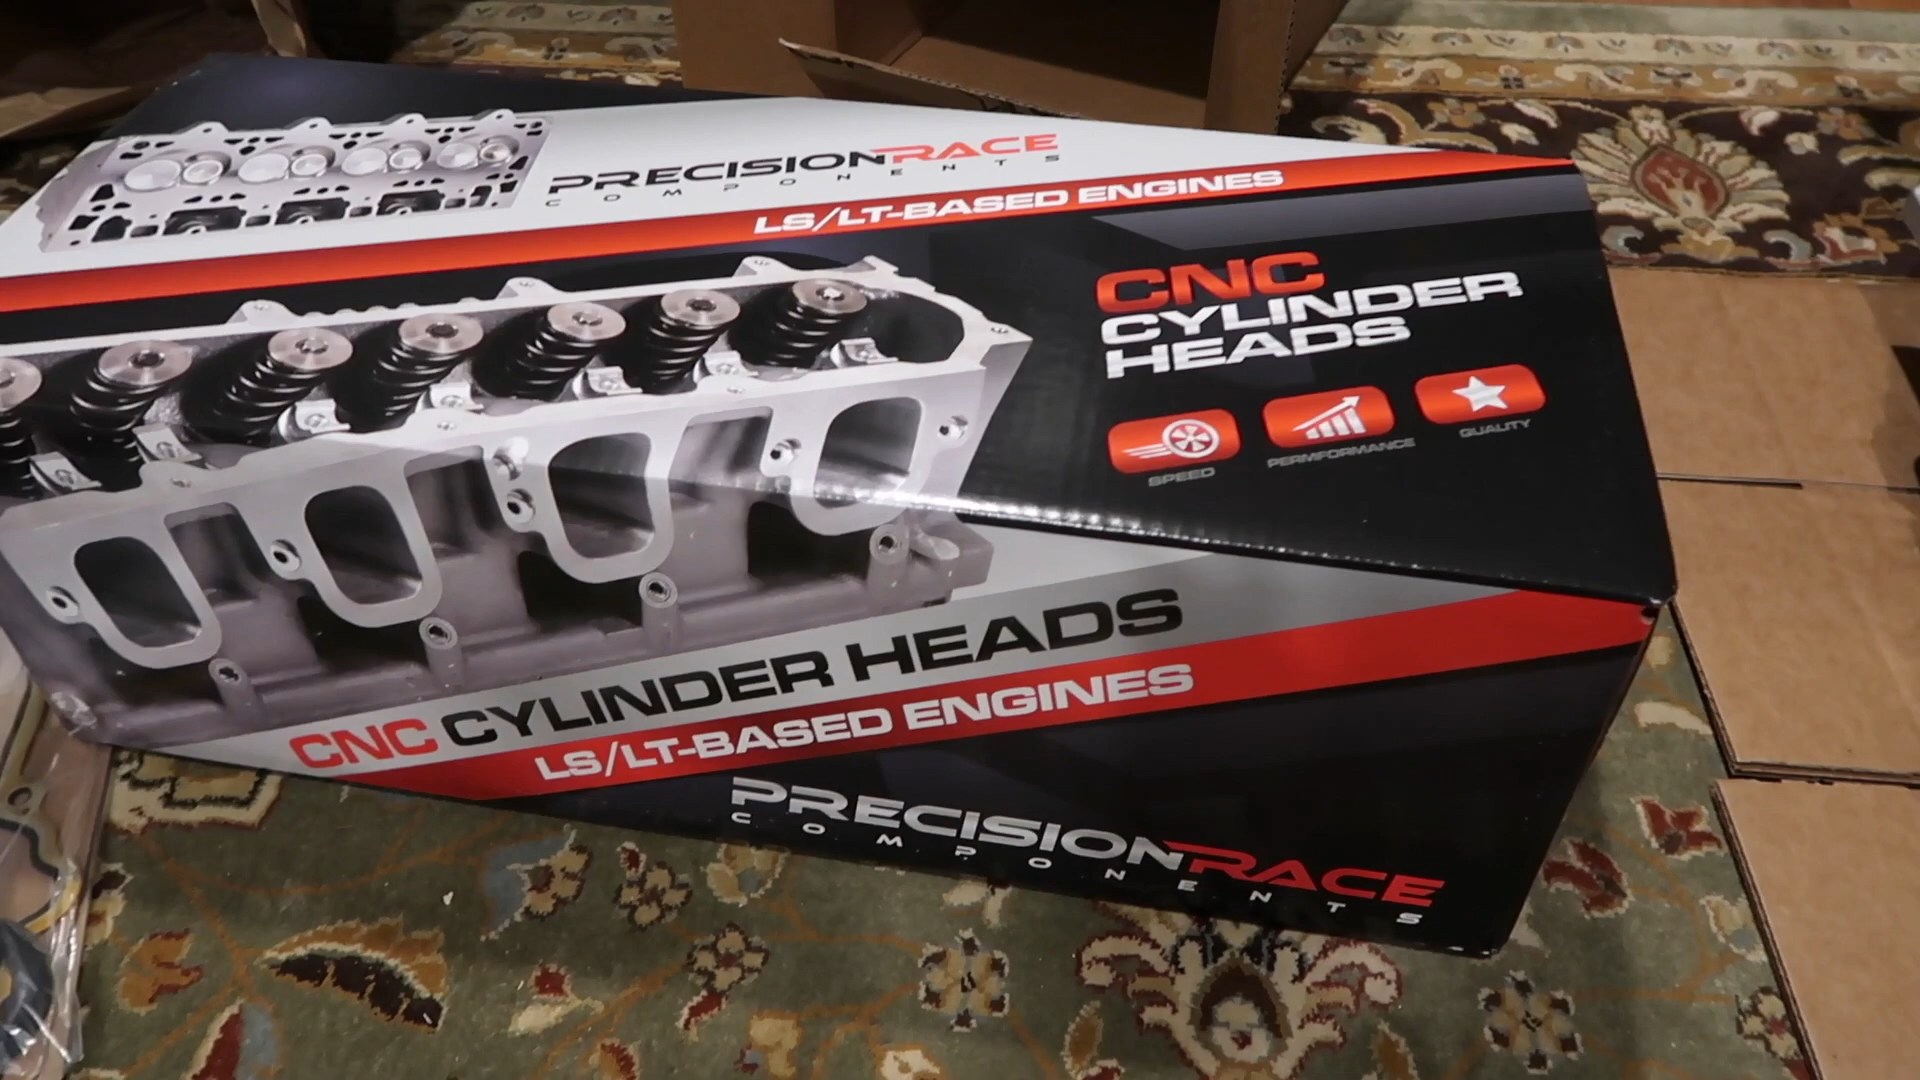 PRECISIONRACE
COMPONENTS
LS/LT-BASED ENGINES
CNC
CYLINDER
HEADS
SPEED
PERMFORMANCE
QUALITY
CNC CYLINDER HEADS
LS/LT-BASED ENGINES
PRECISIONRACE
COMPONENTS